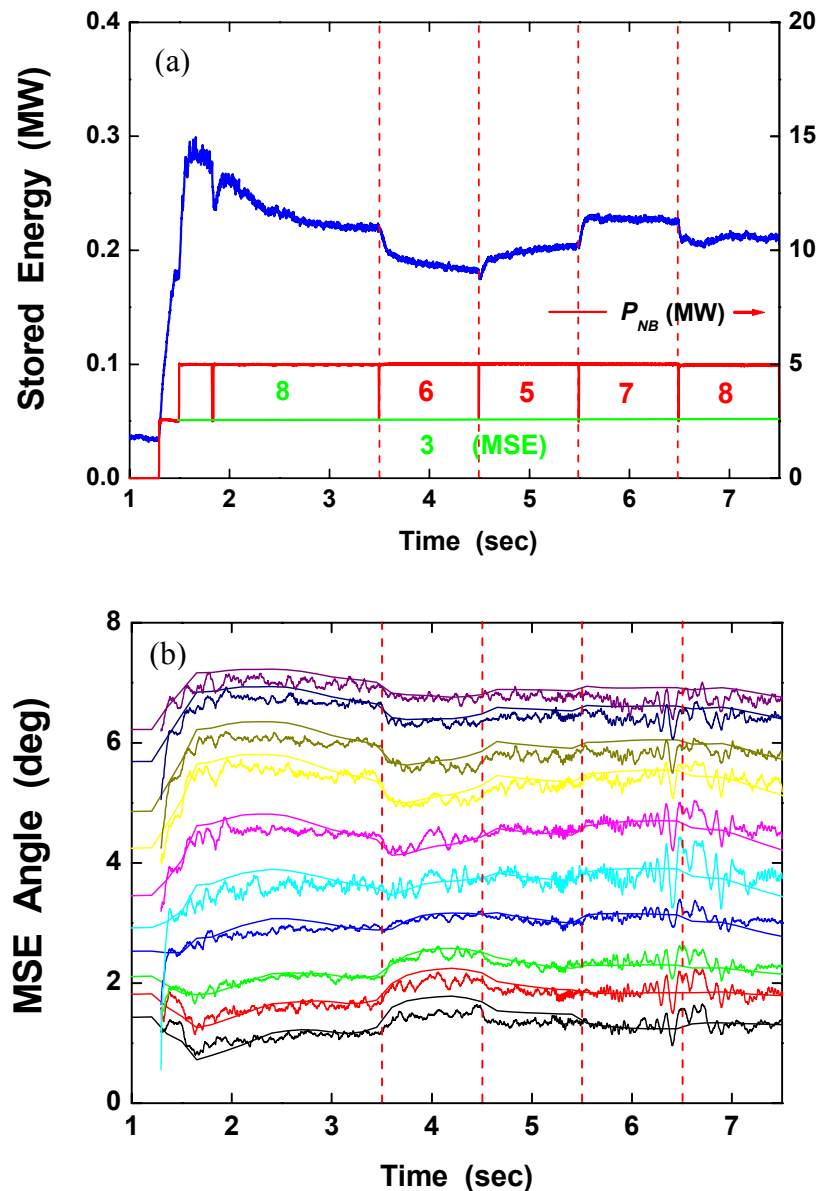 (a)
Stored Energy (MW)
0.4
0.3
0.2
0.1
0.0
20
15
10
5
0
P_NB (MW)
8
6
5
7
8
3 (MSE)
1 2 3 4 5 6 7
Time (sec)
(b)
MSE Angle (deg)
8
6
4
2
0
1 2 3 4 5 6 7
Time (sec)